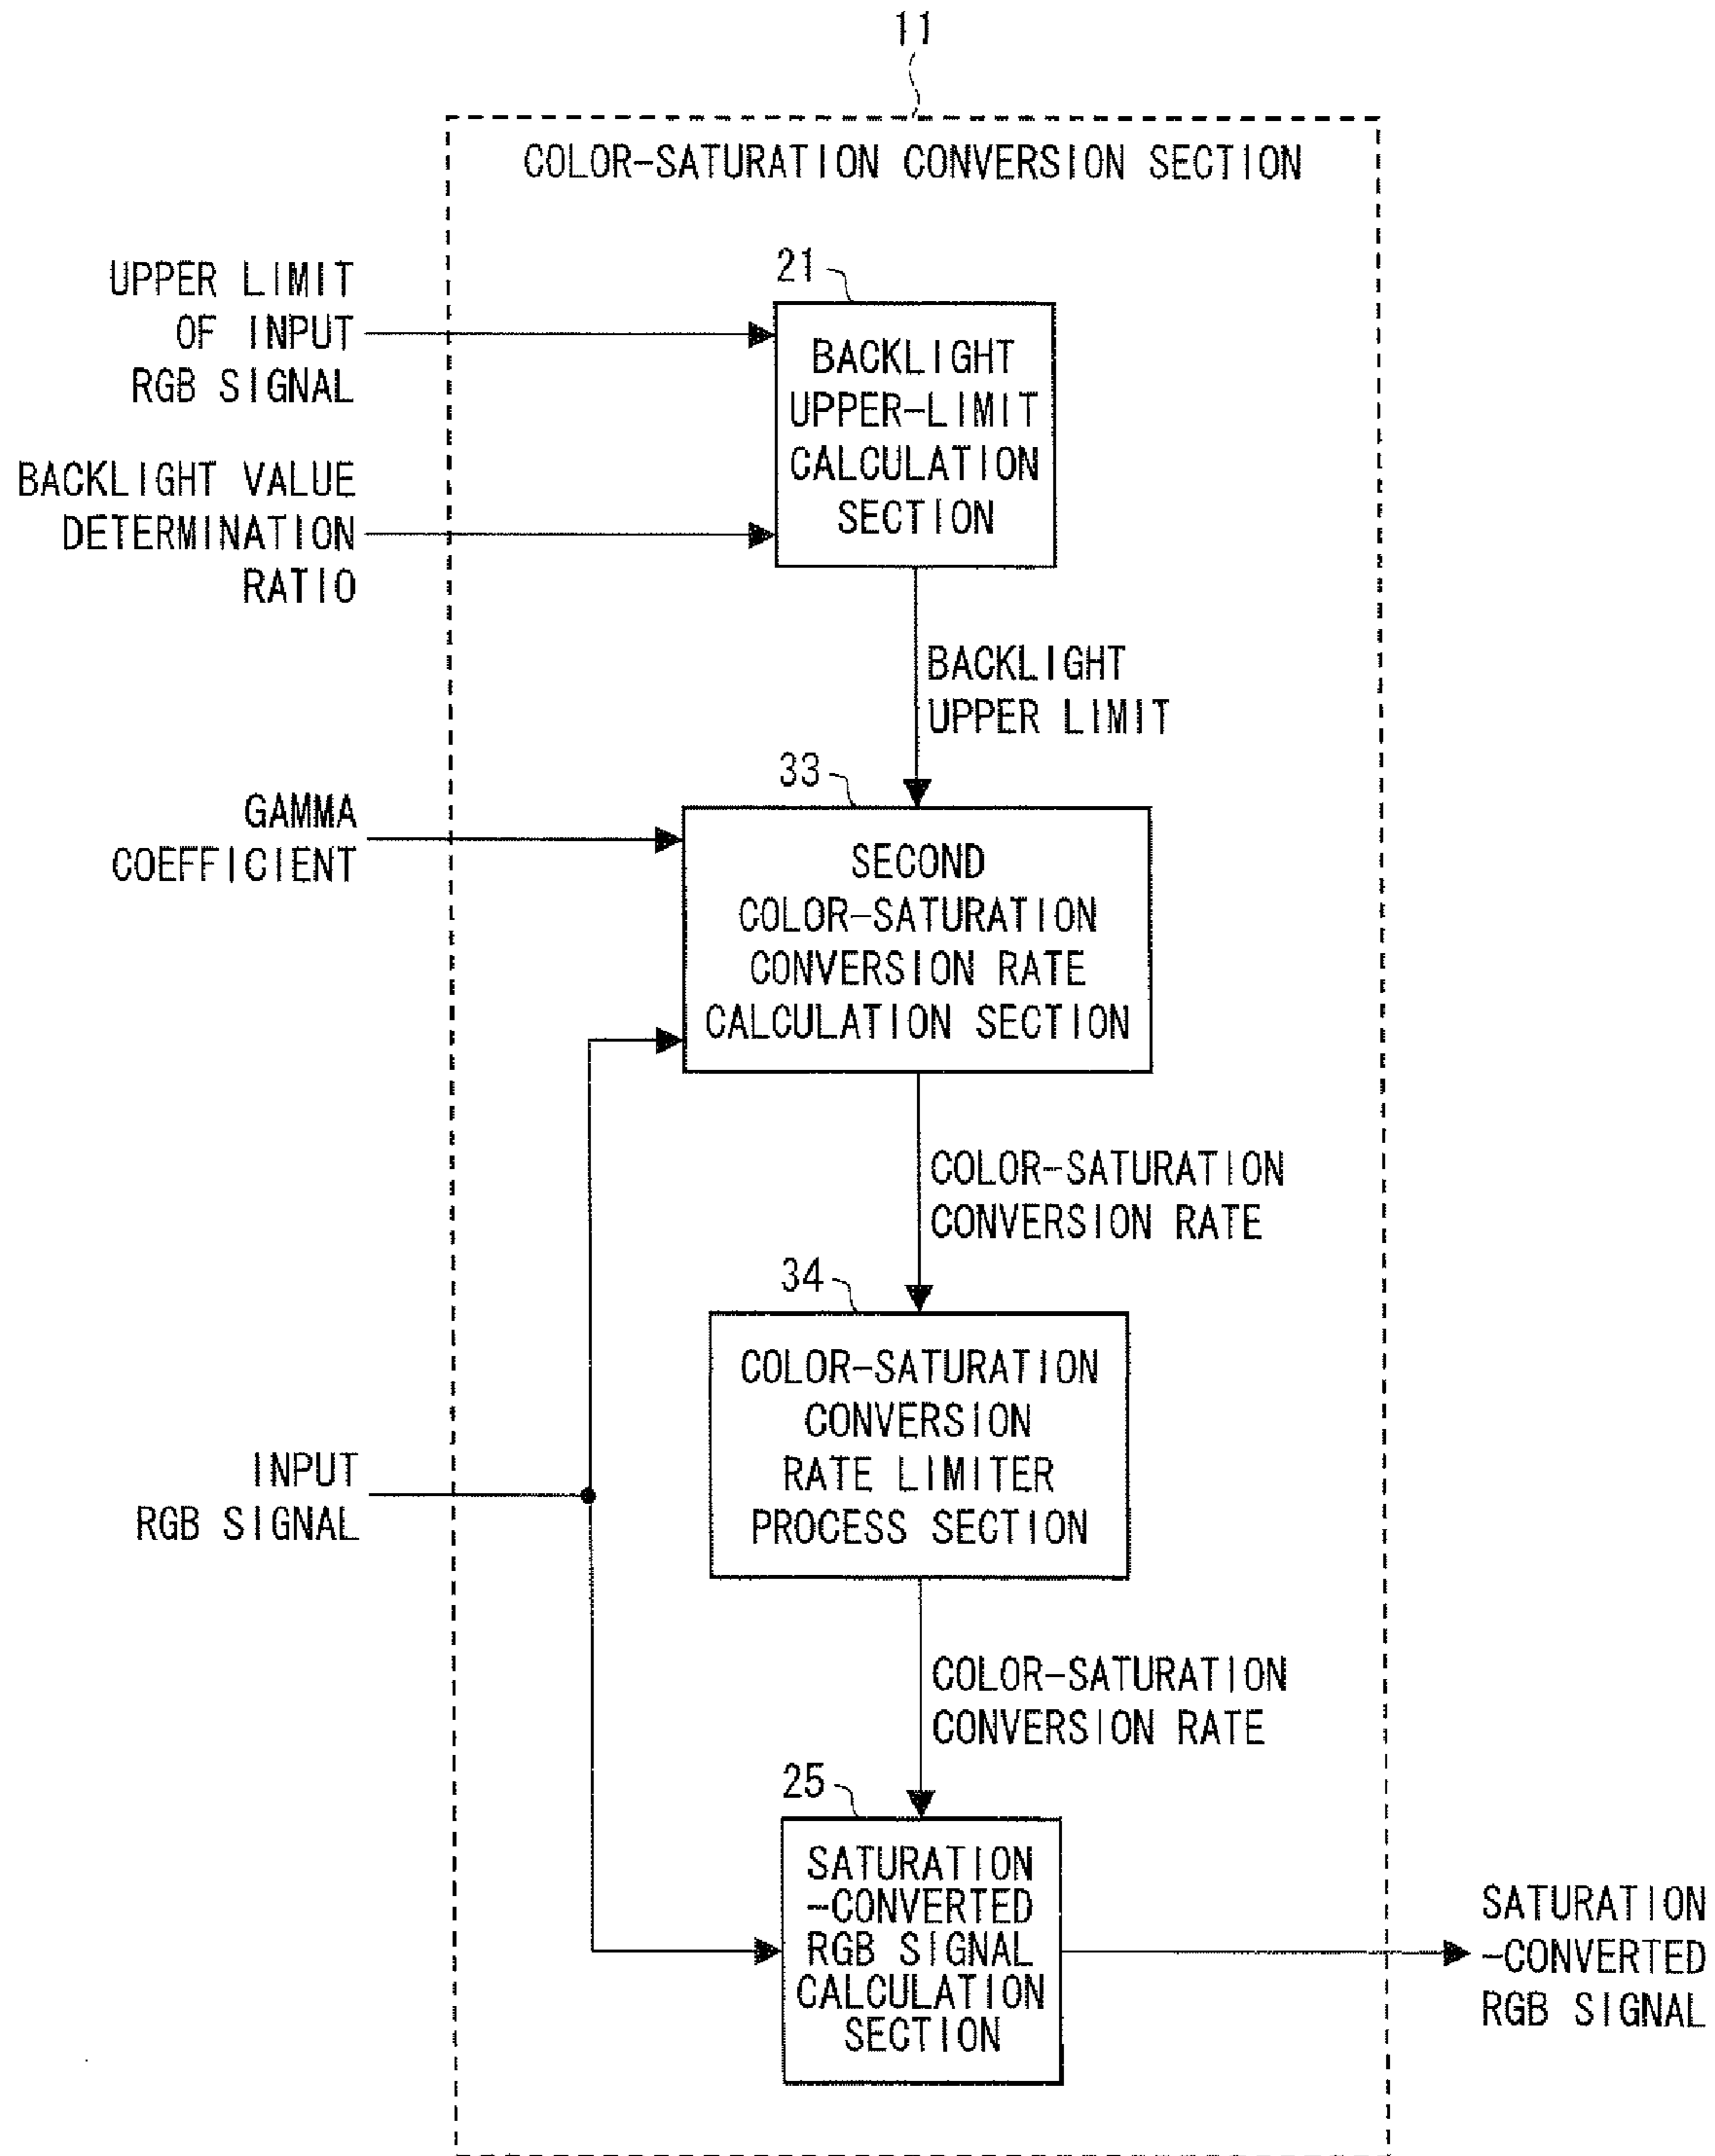 11
COLOR-SATURATION CONVERSION SECTION
UPPER LIMIT
OF INPUT
RGB SIGNAL
21
BACKLIGHT
UPPER-LIMIT
CALCULATION
SECTION
BACKLIGHT VALUE
DETERMINATION
RATIO
BACKLIGHT
UPPER LIMIT
GAMMA
COEFFICIENT
33
SECOND
COLOR-SATURATION
CONVERSION RATE
CALCULATION SECTION
COLOR-SATURATION
CONVERSION RATE
34
COLOR-SATURATION
CONVERSION
RATE LIMITER
PROCESS SECTION
INPUT
RGB SIGNAL
COLOR-SATURATION
CONVERSION RATE
25
SATURATION
-CONVERTED
RGB SIGNAL
CALCULATION
SECTION
SATURATION
-CONVERTED
RGB SIGNAL